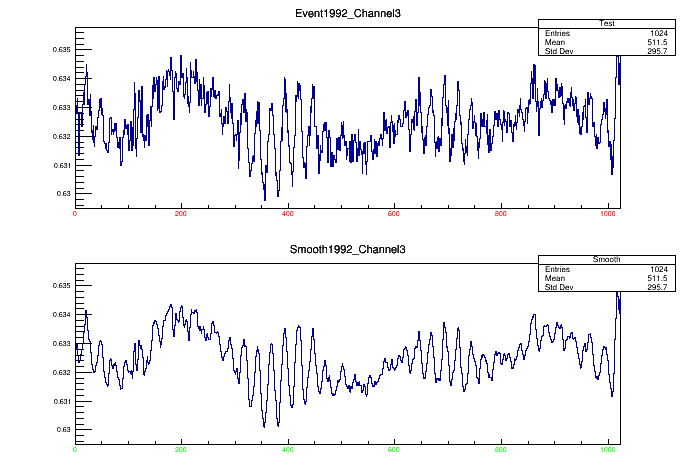 Event1992_Channel3
Test
Entries 1024
Mean 511.5
Std Dev 295.7
0.635
0.634
0.633
0.632
0.631
0.63
0 200 400 600 800 1000
Smooth1992_Channel3
Smooth
Entries 1024
Mean 511.5
Std Dev 295.7
0.635
0.634
0.633
0.632
0.631
0.63
0 200 400 600 800 1000